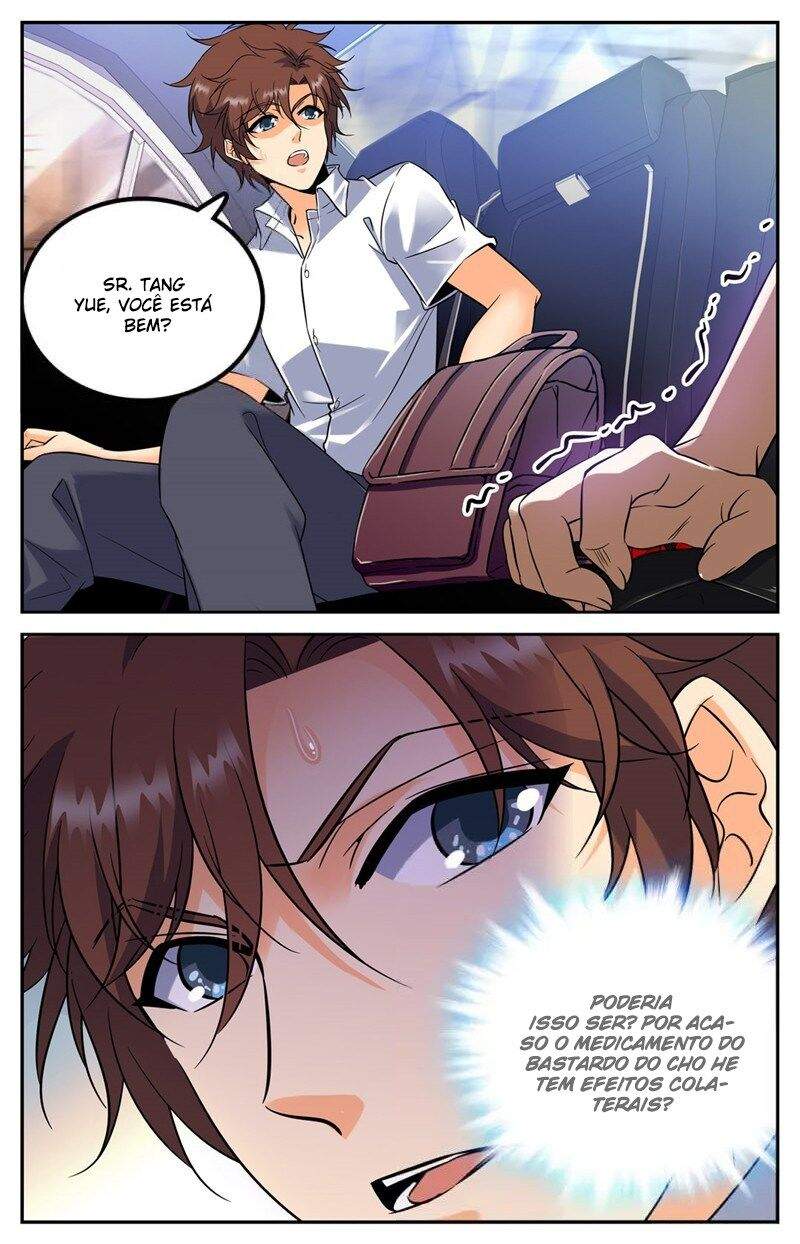 SR. TANG
YUE, VOCÊ ESTÁ
BEM?
PODERIA
ISSO SER? POR ACA-
SO O MEDICAMENTO DO
BASTARDO DO CHO HE
TEM EFEITOS COLA-
TERAIS?